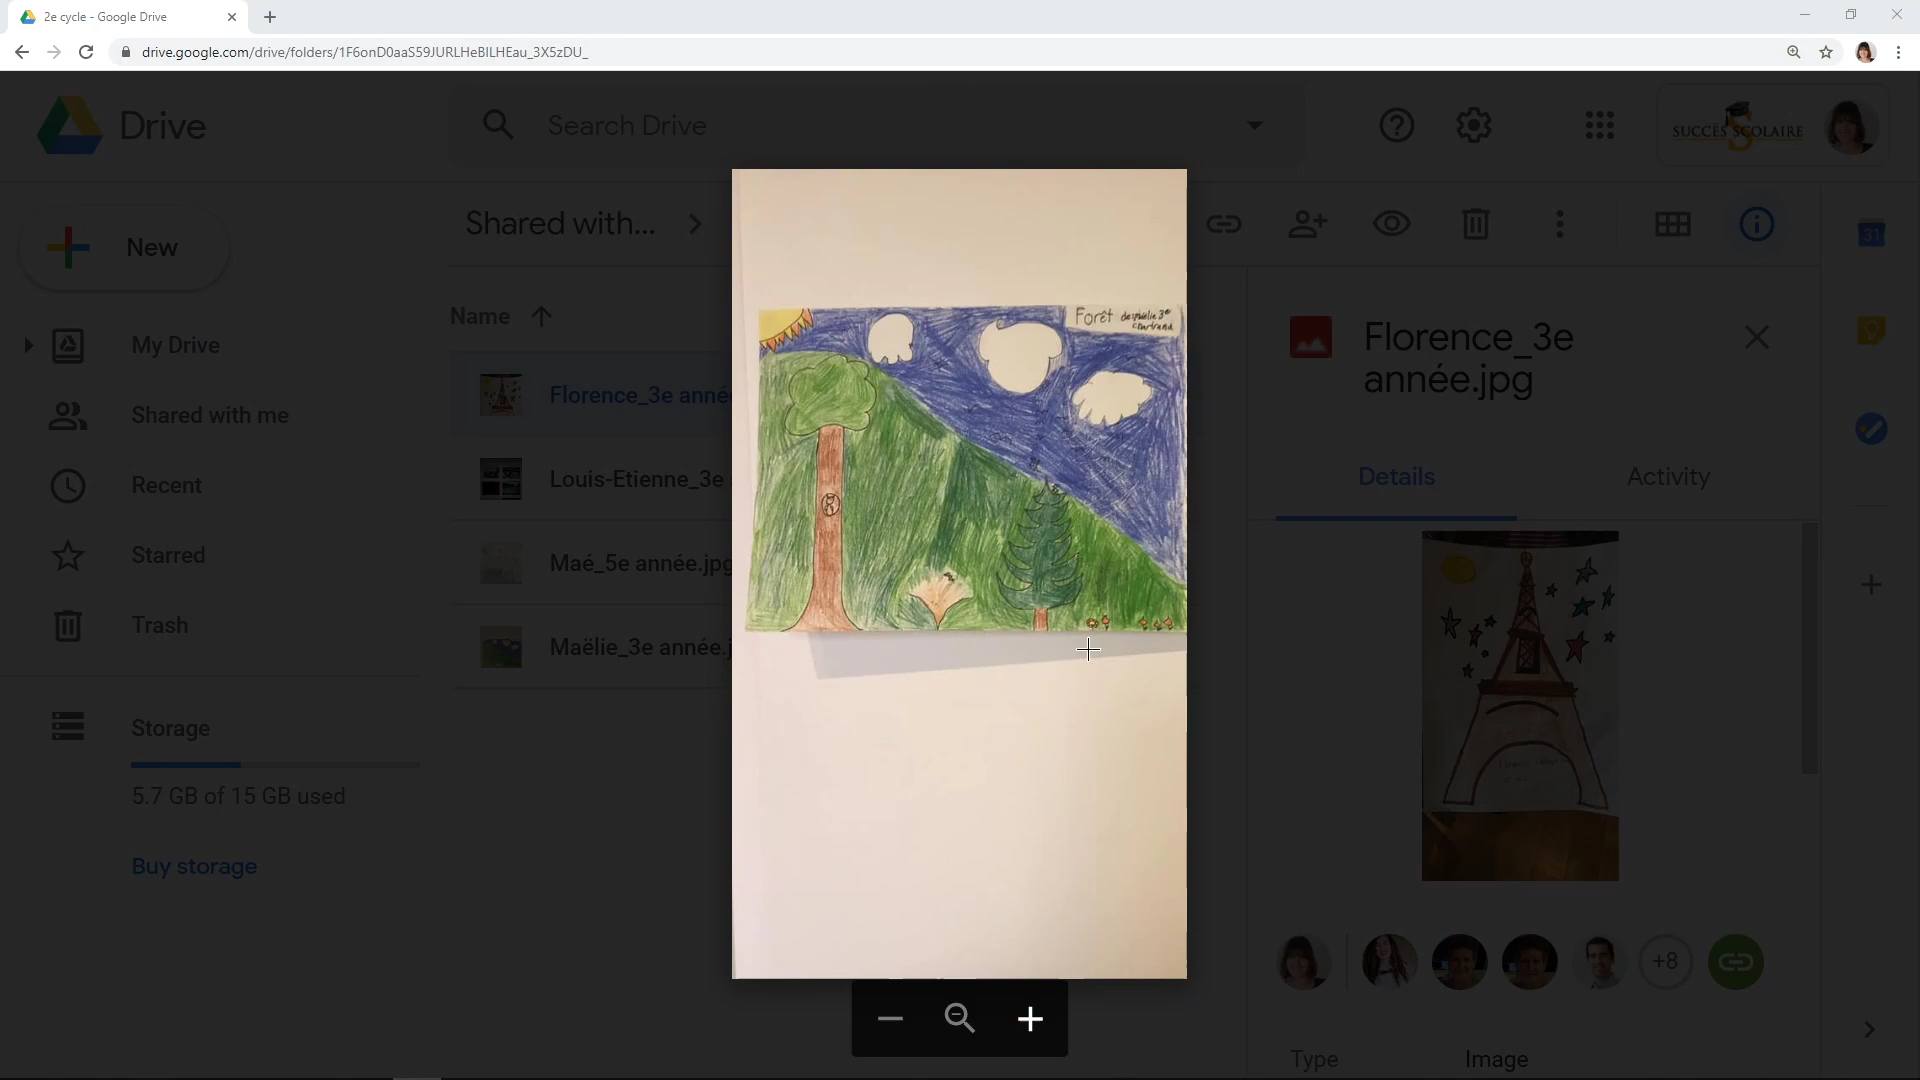 2e cycle - Google Drive
drive.google.com/drive/folders/1F6onD0aaS59JURLHeBILHEau_3X5zDU_
Drive
Search Drive
SUCCÈS SCOLAIRE
New
Shared with...
31
Name
My Drive
Shared with me
Recent
Starred
Trash
Storage
5.7 GB of 15 GB used
Buy storage
Florence_3e anné
Louis-Etienne_3e
Maé_5e année.jpg
Maëlie_3e année.j
Forêt
Florence_3e
année.jpg
Details
Activity
+8
Type
Image